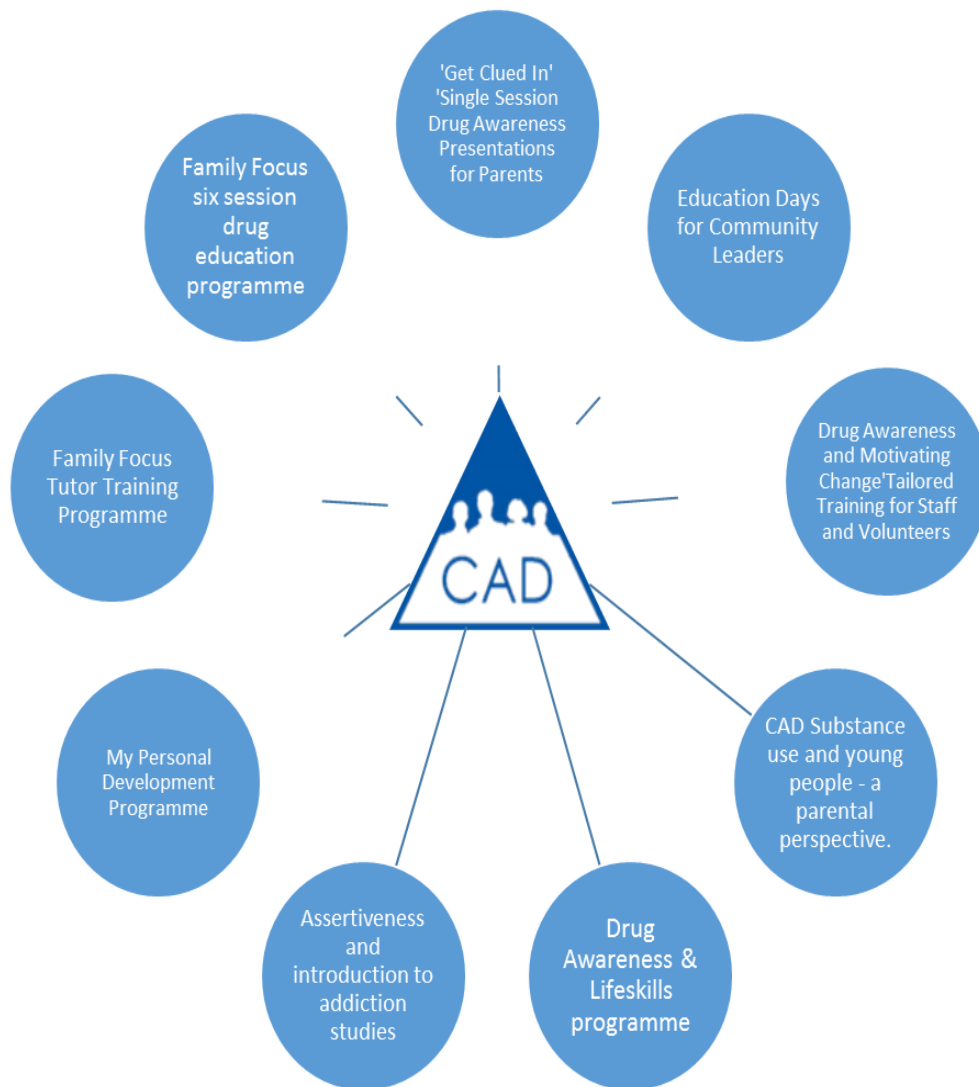 'Get Clued In'
'Single Session
Drug Awareness
Presentations
for Parents
Education Days
for Community
Leaders
Drug Awareness
and Motivating
Change'Tailored
Training for Staff
and Volunteers
CAD Substance
use and young
people - a
parental
perspective.
Drug
Awareness &
Lifeskills
programme
Assertiveness
and
introduction to
addiction
studies
My Personal
Development
Programme
Family Focus
Tutor Training
Programme
Family Focus
six session
drug
education
programme
CAD